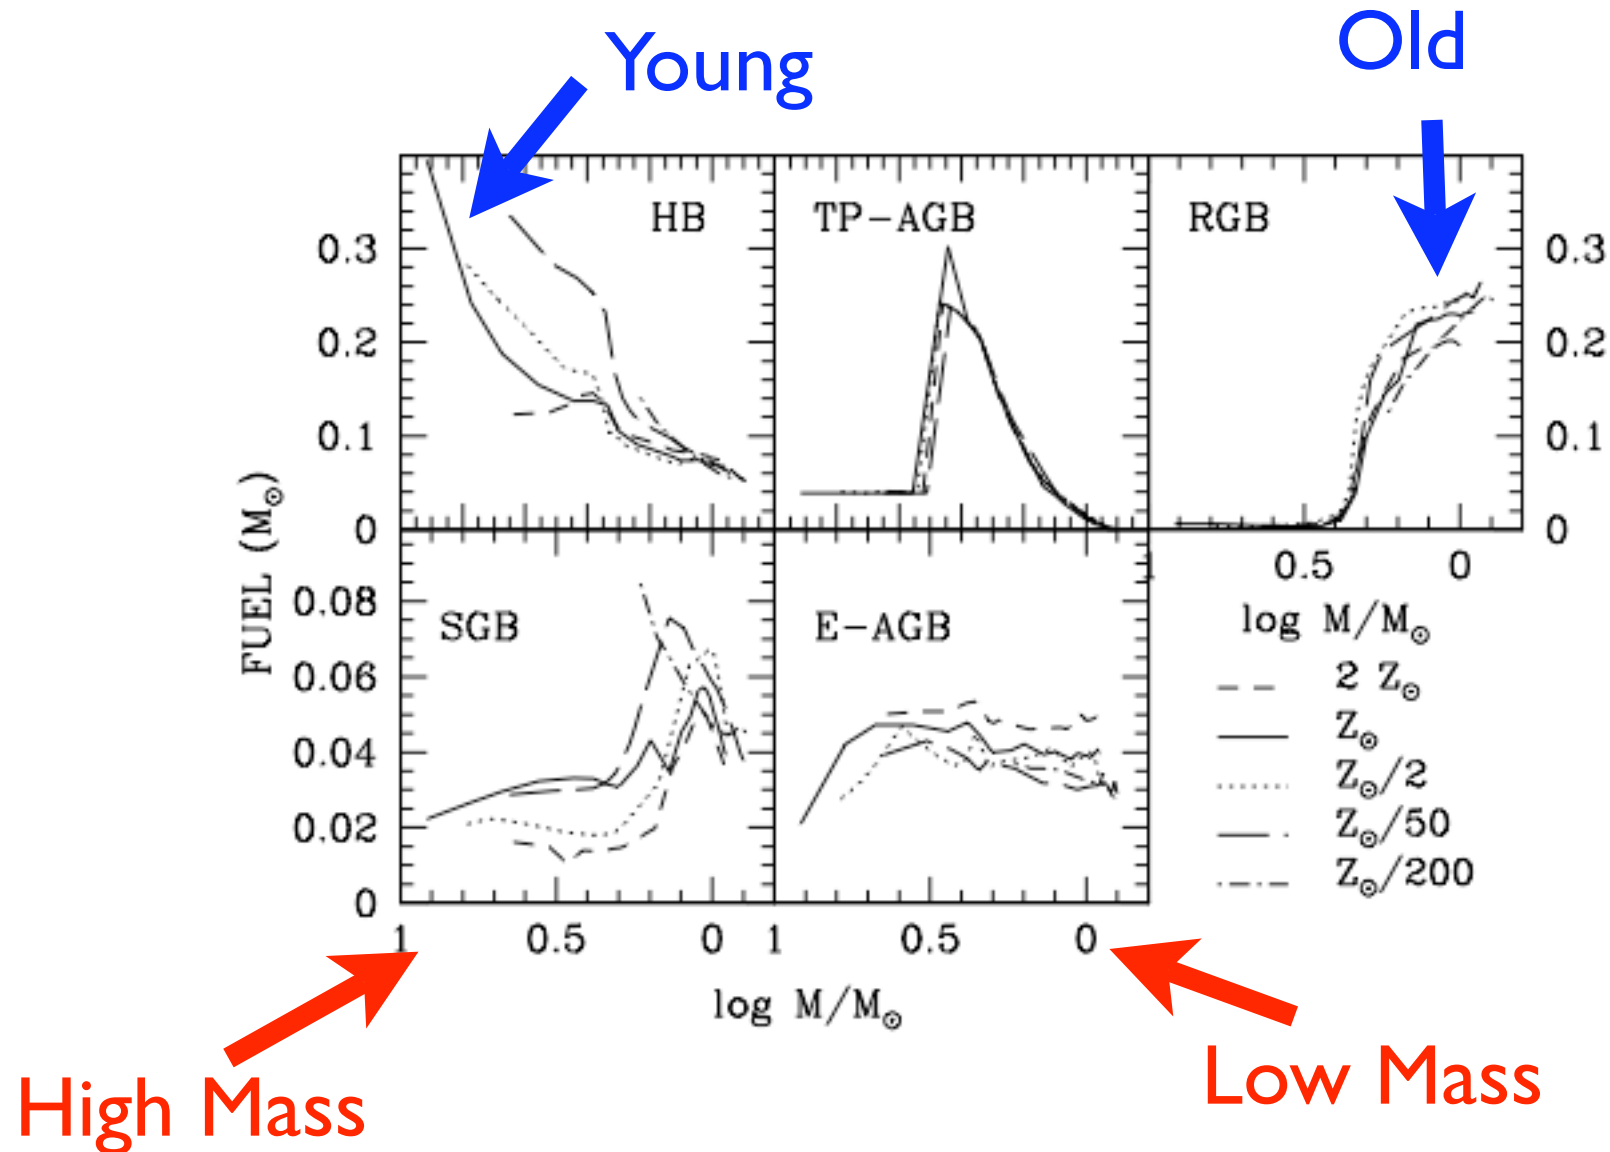 Young
Old
HB
TP-AGB
RGB
0.3
0.2
0.1
0
0.3
0.2
0.1
0
FUEL (M☉)
SGB
E-AGB
0.08
0.06
0.04
0.02
0
0.5
0
log M/M☉
2 Z☉
Z☉
Z☉/2
Z☉/50
Z☉/200
1
0.5
0
1
0.5
0
log M/M☉
High Mass
Low Mass